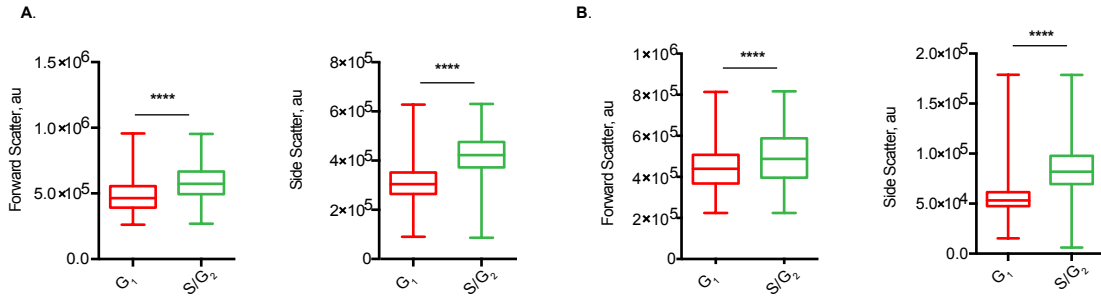 A.
B.
Forward Scatter, au
1.5×10⁶
1.0×10⁶
5.0×10⁵
0.0
****
G₁
S/G₂
Side Scatter, au
8×10⁵
6×10⁵
4×10⁵
2×10⁵
0
****
G₁
S/G₂
Forward Scatter, au
1×10⁶
8×10⁵
6×10⁵
4×10⁵
2×10⁵
****
G₁
S/G₂
Side Scatter, au
2.0×10⁵
1.5×10⁵
1.0×10⁵
5.0×10⁴
0.0
****
G₁
S/G₂